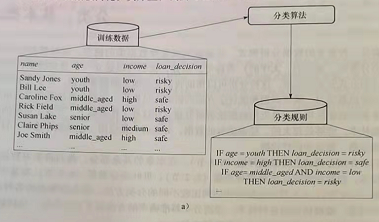 训练数据
分类算法
name age income loan_decision
Sandy Jones youth low risky
Bill Lee youth low risky
Caroline Fox middle_aged high safe
Rick Field middle_aged low risky
Susan Lake senior low safe
Claire Phips senior medium safe
Joe Smith middle_aged high safe
... ... ... ...
分类规则
IF age = youth THEN loan_decision = risky
IF income = high THEN loan_decision = safe
IF age= middle_aged AND income = low
THEN loan_decision = risky
...
a)